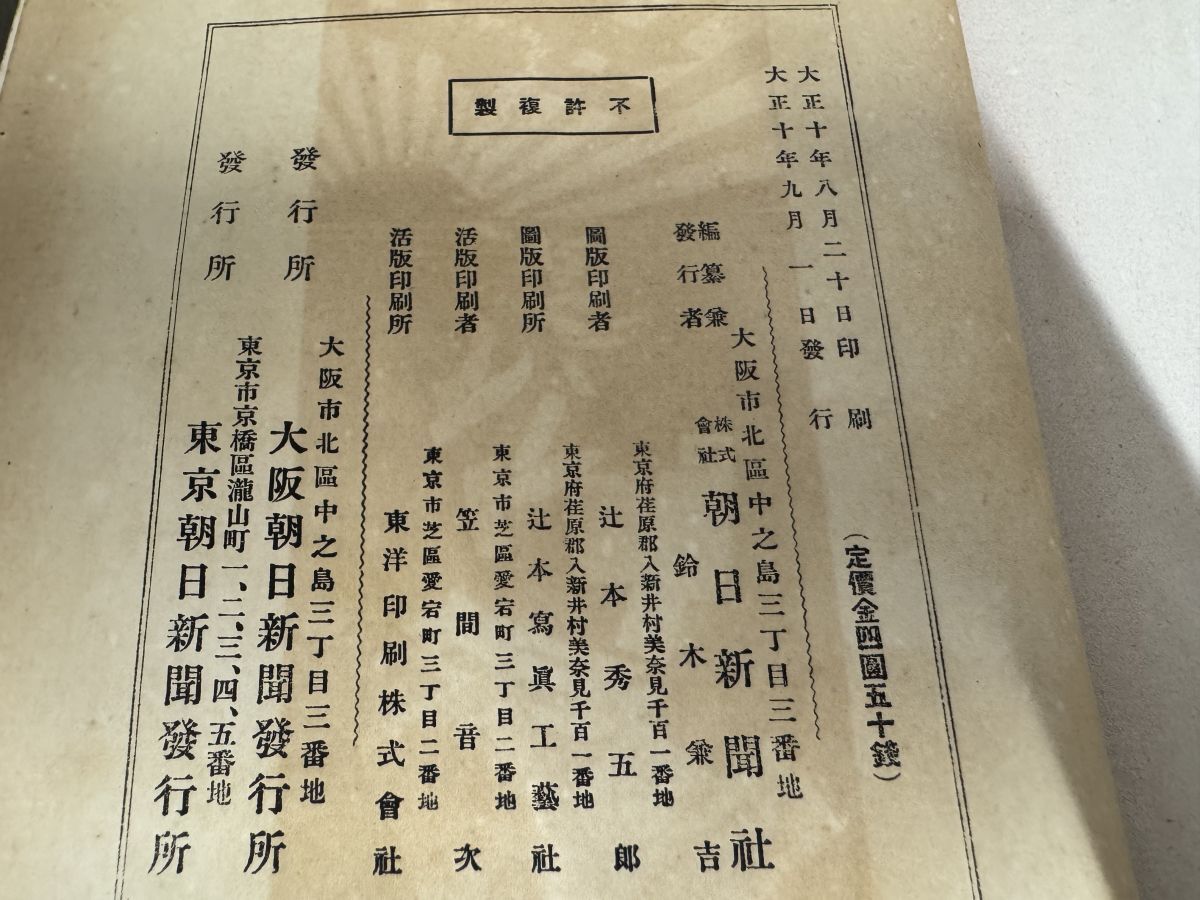 不許複製
大正十年八月二十日印刷
大正十年九月一日發行
(定價金四圓五十錢)
編纂兼
發行者
大阪市北區中之島三丁目三番地
株式會社 朝日新聞社
鈴木兼吉
圖版印刷者
東京府荏原郡入新井村美奈見千百一番地
辻本秀五郎
圖版印刷所
東京府荏原郡入新井村美奈見千百一番地
辻本寫眞工藝社
活版印刷者
東京市芝區愛宕町三丁目二番地
笠間音次
活版印刷所
東京市芝區愛宕町三丁目二番地
東洋印刷株式會社
發行所
大阪市北區中之島三丁目三番地
大阪朝日新聞發行所
發行所
東京市京橋區瀧山町一、二、三、四、五番地
東京朝日新聞發行所